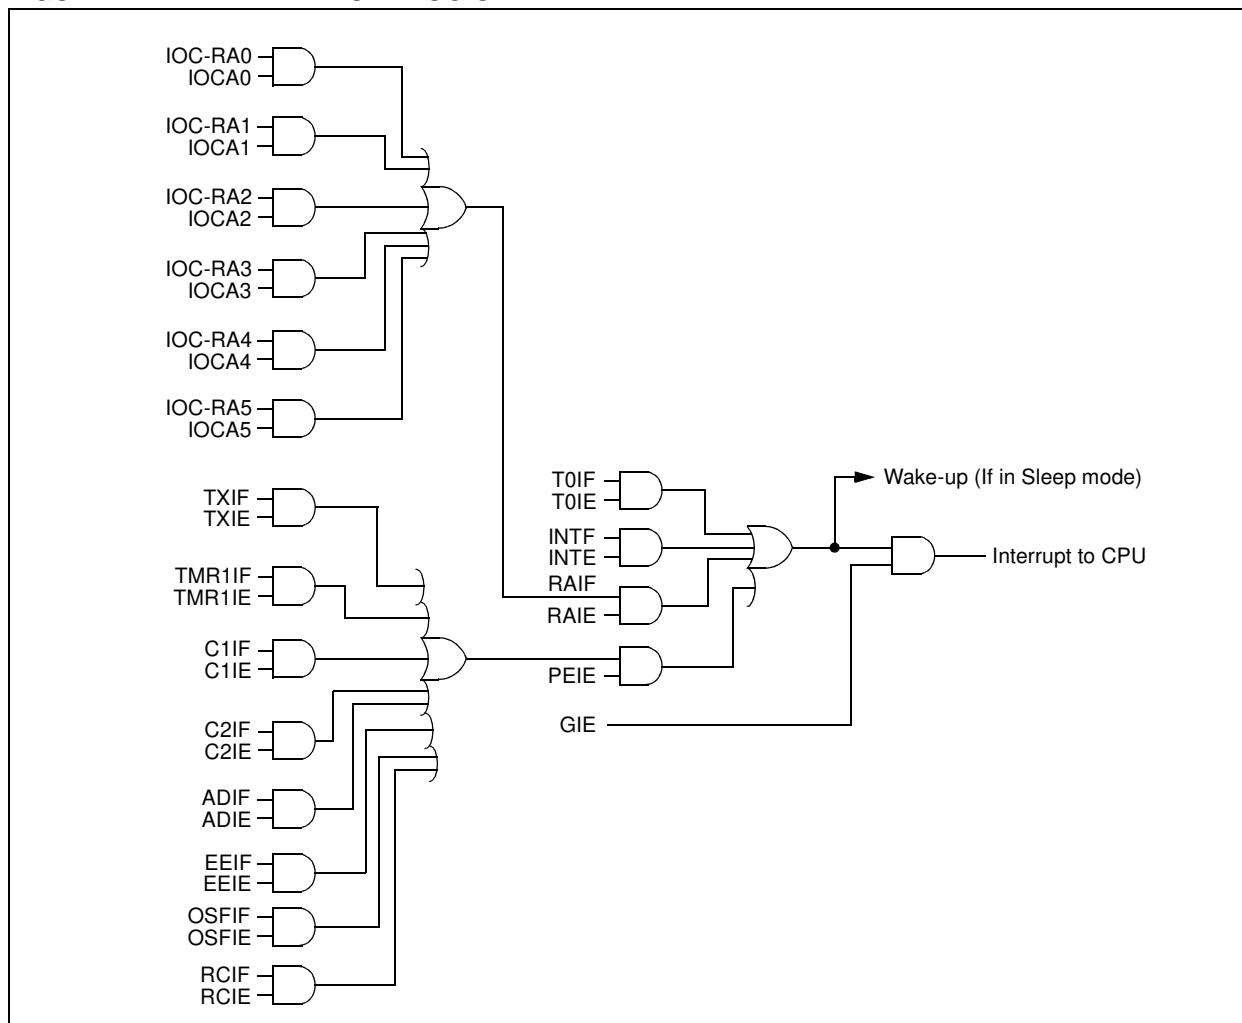 IOC-RA0
IOCA0
IOC-RA1
IOCA1
IOC-RA2
IOCA2
IOC-RA3
IOCA3
IOC-RA4
IOCA4
IOC-RA5
IOCA5
TXIF
TXIE
TMR1IF
TMR1IE
C1IF
C1IE
C2IF
C2IE
ADIF
ADIE
EEIF
EEIE
OSFIF
OSFIE
RCIF
RCIE
T0IF
T0IE
INTF
INTE
RAIF
RAIE
PEIE
GIE
Wake-up (If in Sleep mode)
Interrupt to CPU